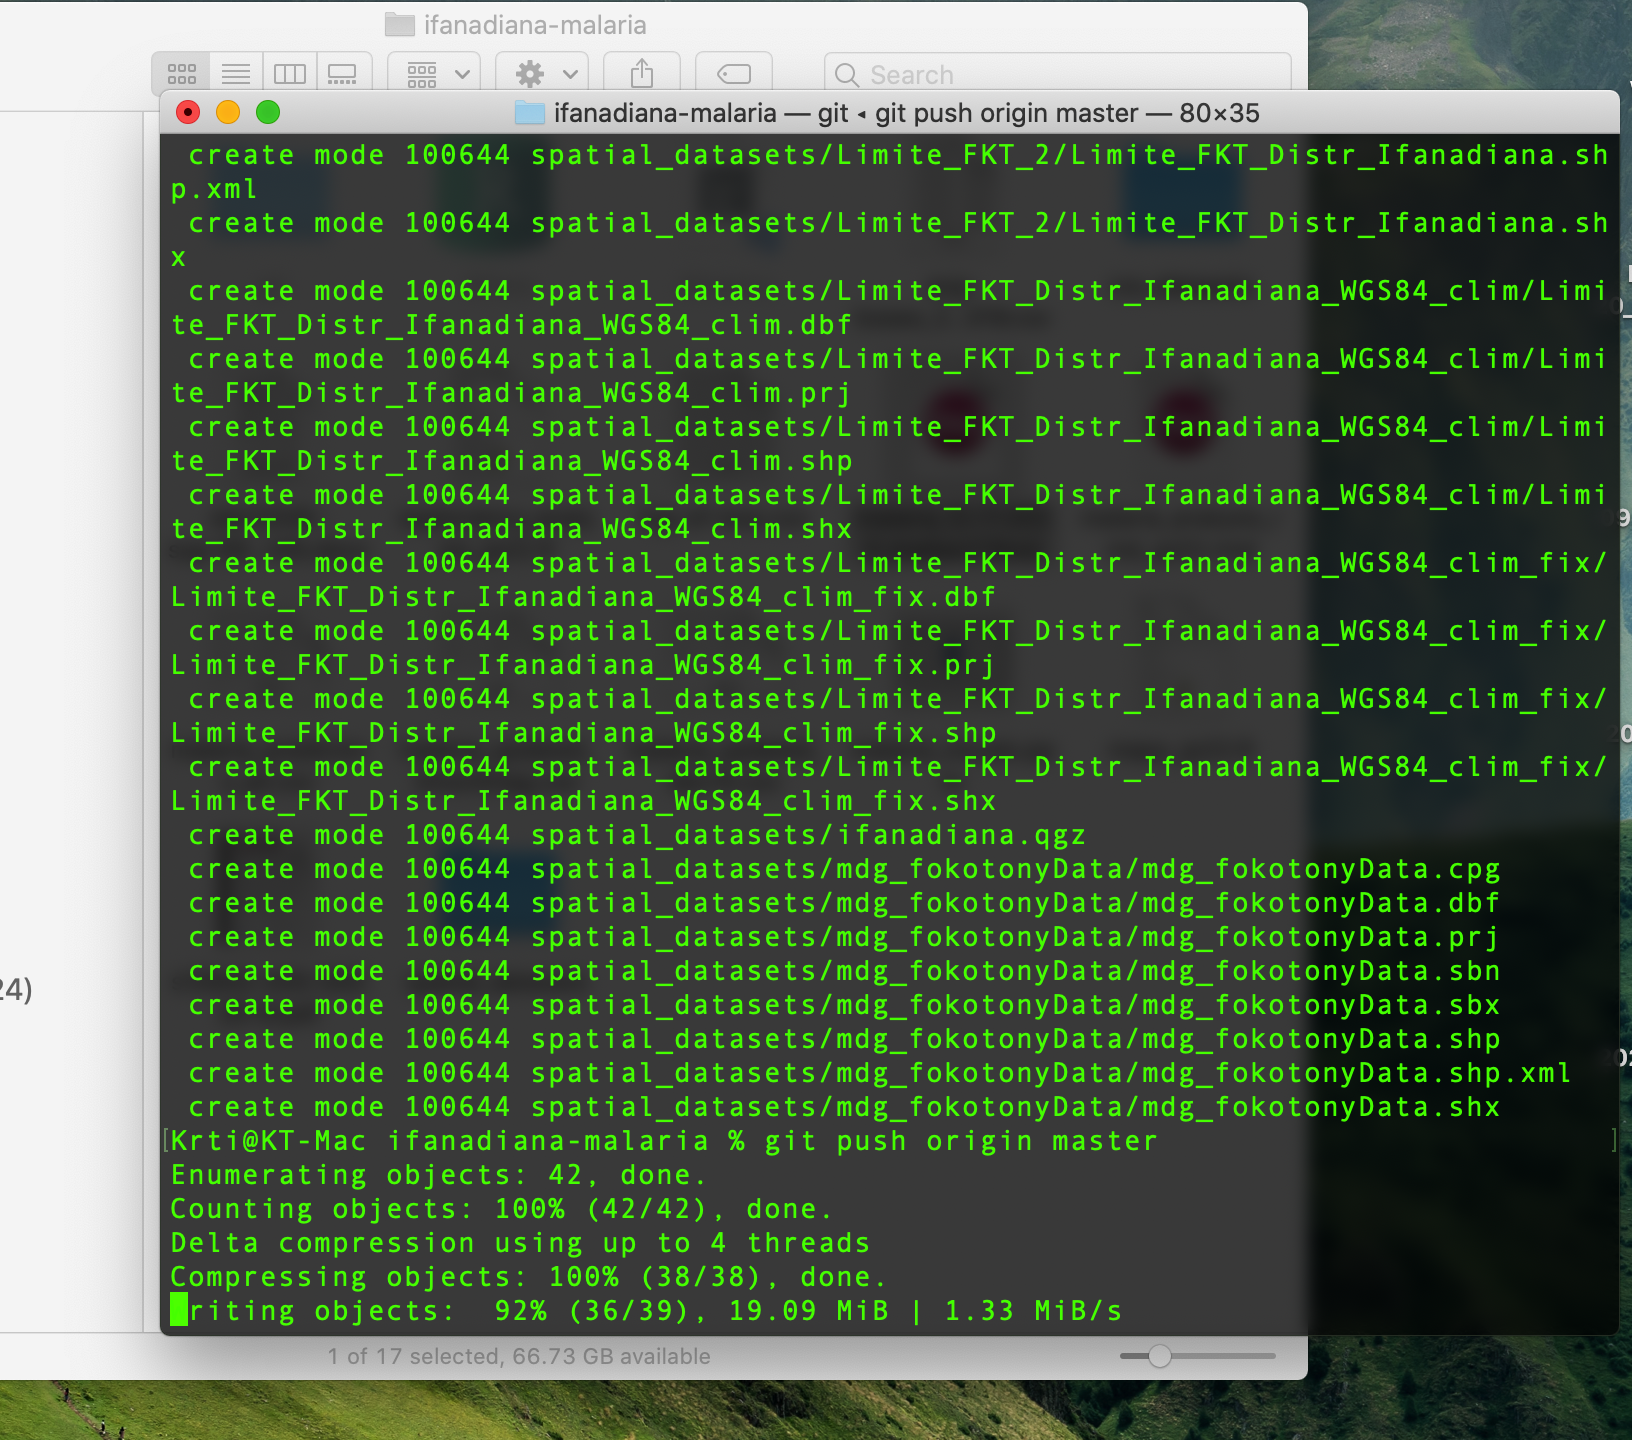 ifanadiana-malaria
Search
ifanadiana-malaria — git ◂ git push origin master — 80×35
create mode 100644 spatial_datasets/Limite_FKT_2/Limite_FKT_Distr_Ifanadiana.sh
p.xml
create mode 100644 spatial_datasets/Limite_FKT_2/Limite_FKT_Distr_Ifanadiana.sh
x
create mode 100644 spatial_datasets/Limite_FKT_Distr_Ifanadiana_WGS84_clim/Limi
te_FKT_Distr_Ifanadiana_WGS84_clim.dbf
create mode 100644 spatial_datasets/Limite_FKT_Distr_Ifanadiana_WGS84_clim/Limi
te_FKT_Distr_Ifanadiana_WGS84_clim.prj
create mode 100644 spatial_datasets/Limite_FKT_Distr_Ifanadiana_WGS84_clim/Limi
te_FKT_Distr_Ifanadiana_WGS84_clim.shp
create mode 100644 spatial_datasets/Limite_FKT_Distr_Ifanadiana_WGS84_clim/Limi
te_FKT_Distr_Ifanadiana_WGS84_clim.shx
create mode 100644 spatial_datasets/Limite_FKT_Distr_Ifanadiana_WGS84_clim_fix/
Limite_FKT_Distr_Ifanadiana_WGS84_clim_fix.dbf
create mode 100644 spatial_datasets/Limite_FKT_Distr_Ifanadiana_WGS84_clim_fix/
Limite_FKT_Distr_Ifanadiana_WGS84_clim_fix.prj
create mode 100644 spatial_datasets/Limite_FKT_Distr_Ifanadiana_WGS84_clim_fix/
Limite_FKT_Distr_Ifanadiana_WGS84_clim_fix.shp
create mode 100644 spatial_datasets/Limite_FKT_Distr_Ifanadiana_WGS84_clim_fix/
Limite_FKT_Distr_Ifanadiana_WGS84_clim_fix.shx
create mode 100644 spatial_datasets/ifanadiana.qgz
create mode 100644 spatial_datasets/mdg_fokotonyData/mdg_fokotonyData.cpg
create mode 100644 spatial_datasets/mdg_fokotonyData/mdg_fokotonyData.dbf
create mode 100644 spatial_datasets/mdg_fokotonyData/mdg_fokotonyData.prj
create mode 100644 spatial_datasets/mdg_fokotonyData/mdg_fokotonyData.sbn
create mode 100644 spatial_datasets/mdg_fokotonyData/mdg_fokotonyData.sbx
create mode 100644 spatial_datasets/mdg_fokotonyData/mdg_fokotonyData.shp
create mode 100644 spatial_datasets/mdg_fokotonyData/mdg_fokotonyData.shp.xml
create mode 100644 spatial_datasets/mdg_fokotonyData/mdg_fokotonyData.shx
[Krti@KT-Mac ifanadiana-malaria % git push origin master ]
Enumerating objects: 42, done.
Counting objects: 100% (42/42), done.
Delta compression using up to 4 threads
Compressing objects: 100% (38/38), done.
riting objects:  92% (36/39), 19.09 MiB | 1.33 MiB/s
24)
1 of 17 selected, 66.73 GB available